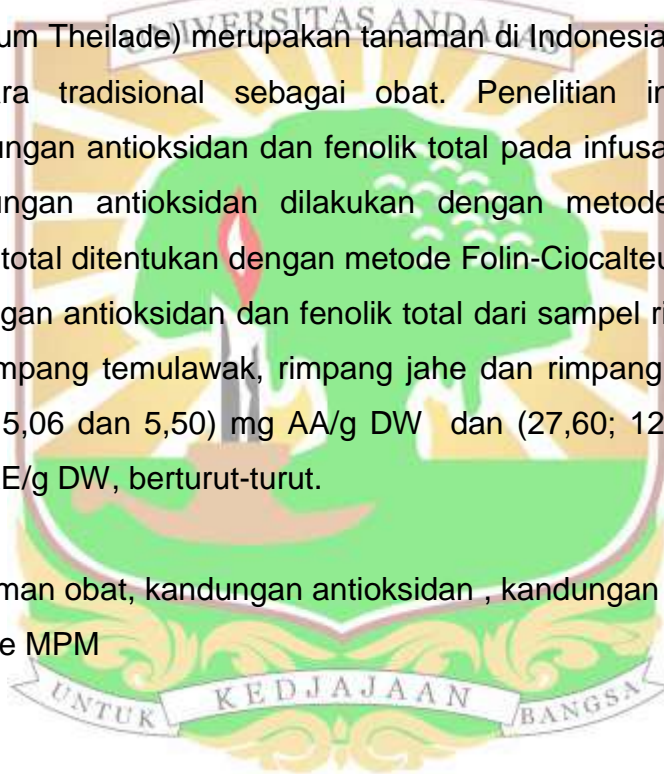 UNIVERSITAS ANDALAS
um Theilade) merupakan tanaman di Indonesia
ara tradisional sebagai obat. Penelitian in
ungan antioksidan dan fenolik total pada infusa
ungan antioksidan dilakukan dengan metode
total ditentukan dengan metode Folin-Ciocalteu
gan antioksidan dan fenolik total dari sampel ri
mpang temulawak, rimpang jahe dan rimpang
5,06 dan 5,50) mg AA/g DW dan (27,60; 12
E/g DW, berturut-turut.
man obat, kandungan antioksidan , kandungan
e MPM
UNTUK KEDJAJAAN BANGSA